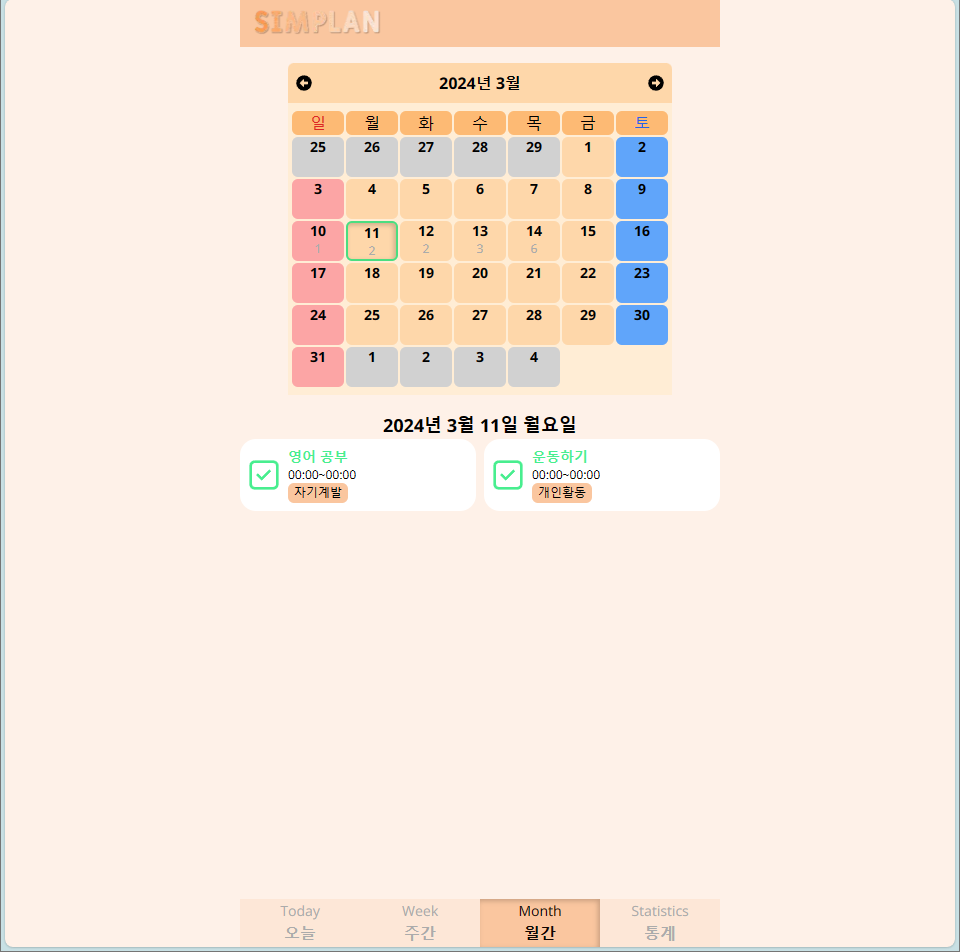 SIMPLAN
2024년 3월
일 월 화 수 목 금 토
25 26 27 28 29 1 2
3 4 5 6 7 8 9
10 11 12 13 14 15 16
1 2 2 3 6
17 18 19 20 21 22 23
24 25 26 27 28 29 30
31 1 2 3 4
2024년 3월 11일 월요일
영어 공부
00:00~00:00
자기계발
운동하기
00:00~00:00
개인활동
Today Week Month Statistics
오늘 주간 월간 통계